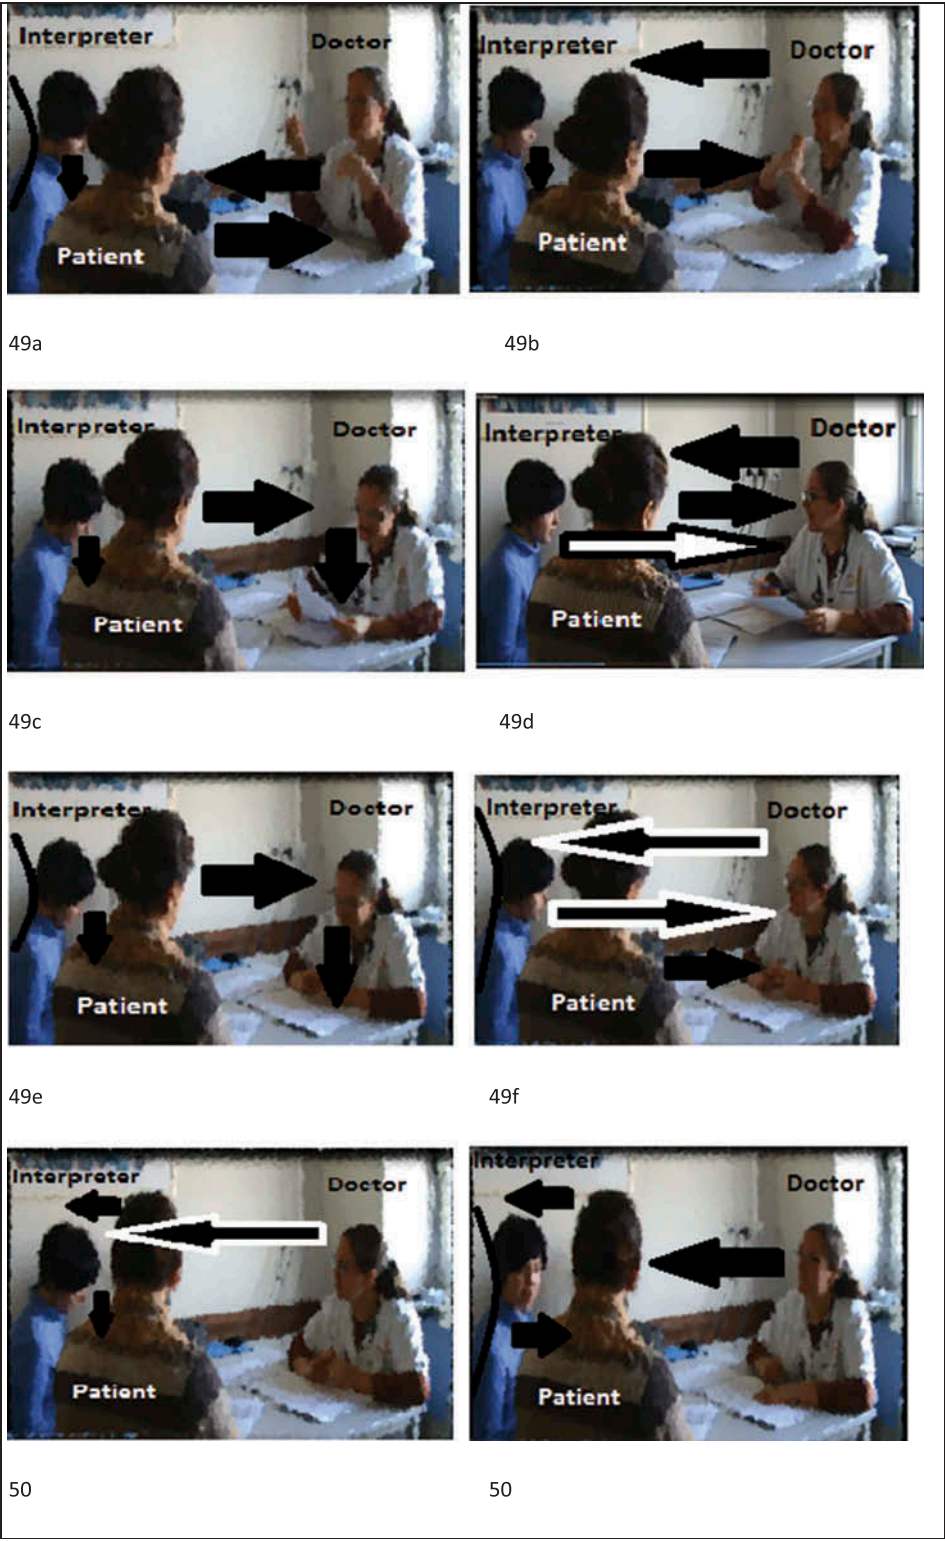 Interpreter
Doctor
Patient
Interpreter
Doctor
Patient
49a
49b
Interpreter
Doctor
Patient
Interpreter
Doctor
Patient
49c
49d
Interpreter
Doctor
Patient
Interpreter
Doctor
Patient
49e
49f
Interpreter
Doctor
Patient
Interpreter
Doctor
Patient
50
50